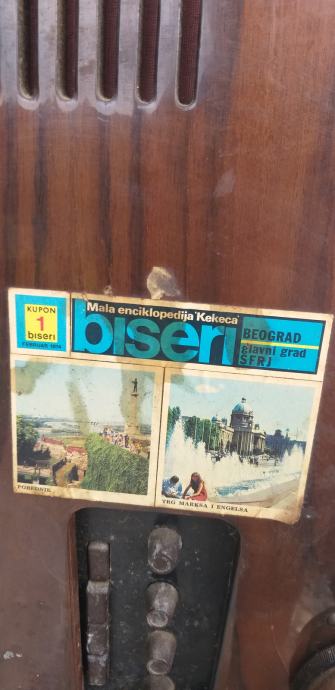 KUPON
1
biseri
FEBRUAR 1974
Mala enciklopedija 'Kekeca'
biseri
BEOGRAD
glavni grad
SFRJ
POBEDNIK
TRG MARKSA I ENGELSA